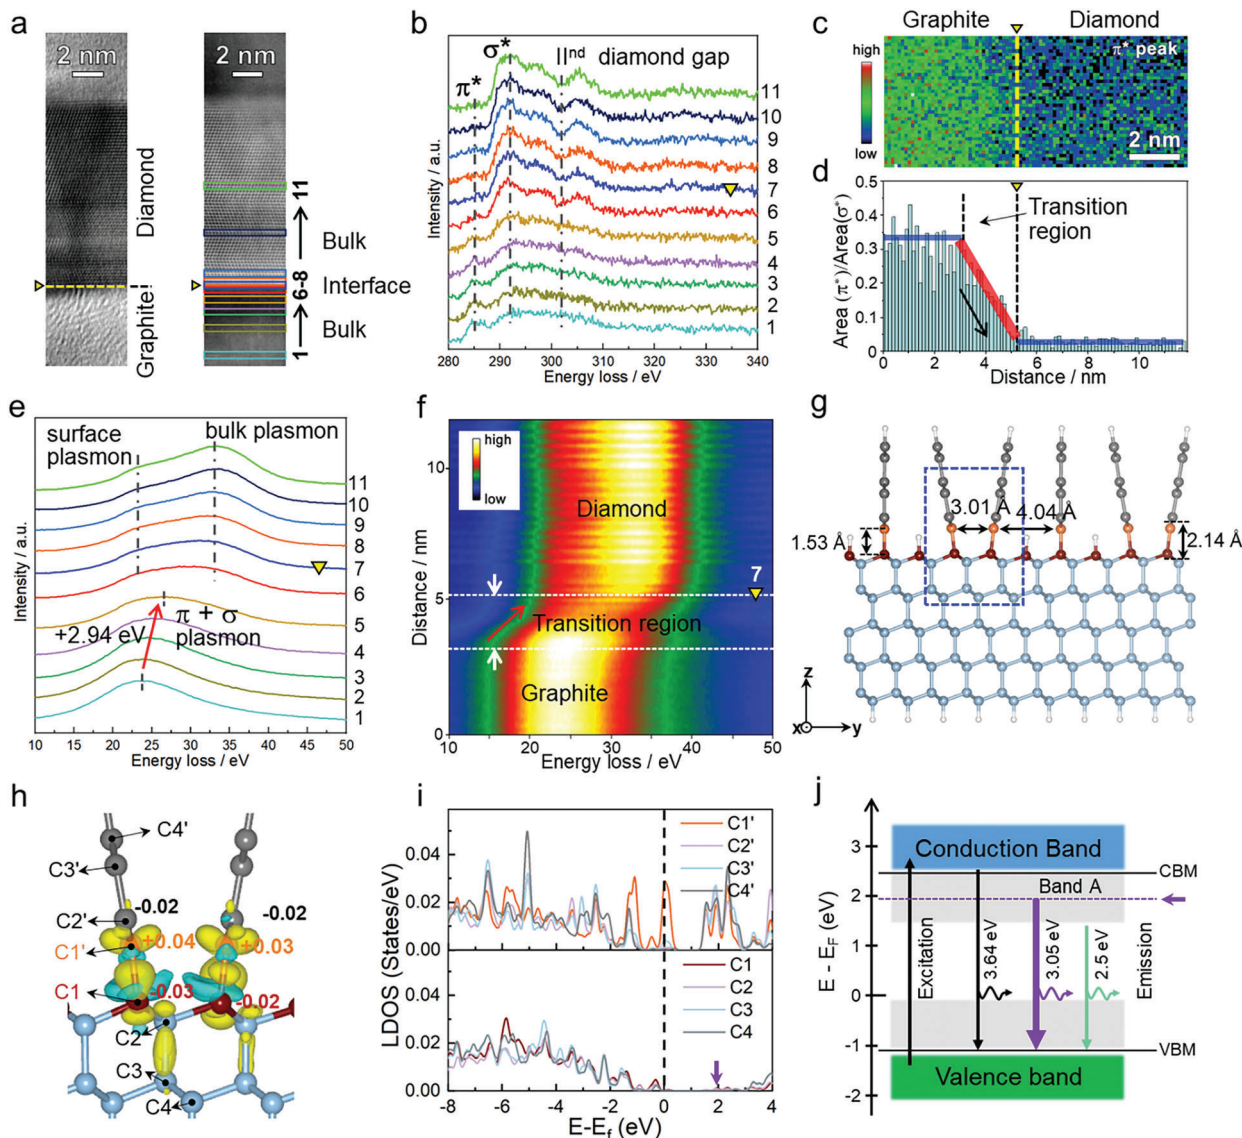 a
2 nm
2 nm
Diamond
Graphite
11
6-8
1
Bulk
Interface
Bulk
b
π*
σ*
IInd diamond gap
11
10
9
8
7
6
5
4
3
2
1
Intensity / a.u.
280 290 300 310 320 330 340
Energy loss / eV
c
Graphite
Diamond
high
low
π* peak
2 nm
d
Transition
region
Area (π*)/Area(σ*)
0.5
0.4
0.3
0.2
0.1
0
0 2 4 6 8 10
Distance / nm
e
surface
plasmon
bulk plasmon
11
10
9
8
7
6
5
4
3
2
1
+2.94 eV
π + σ
plasmon
Intensity / a.u.
10 15 20 25 30 35 40 45 50
Energy loss / eV
f
high
low
Diamond
7
Transition region
Graphite
Distance / nm
10
5
0
10 20 30 40 50
Energy loss / eV
g
3.01 Å
4.04 Å
1.53 Å
2.14 Å
z
x
y
h
C4'
C3'
C2'
-0.02
-0.02
C1'
+0.04
+0.03
C1
-0.03
-0.02
C2
C3
C4
i
LDOS (States/eV)
0.04
0.02
0.00
C1'
C2'
C3'
C4'
0.04
0.02
0.00
C1
C2
C3
C4
-8 -6 -4 -2 0 2 4
E-Ef (eV)
j
E - EF (eV)
3
2
1
0
-1
-2
Conduction Band
CBM
Band A
Excitation
3.64 eV
3.05 eV
2.5 eV
Emission
VBM
Valence band